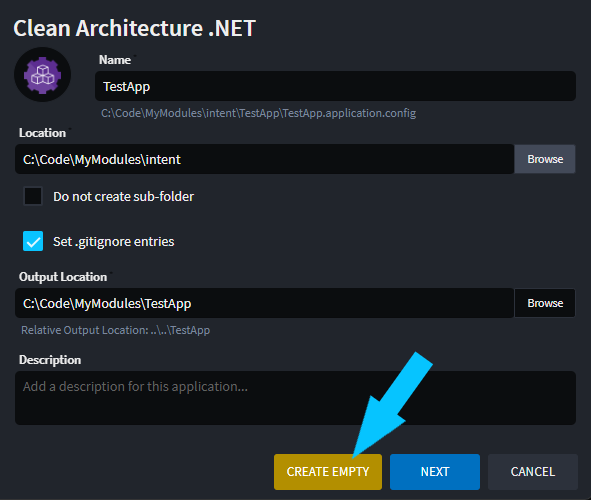 Clean Architecture .NET
Name
TestApp
C:\Code\MyModules\intent\TestApp\TestApp.application.config
Location
C:\Code\MyModules\intent
Browse
Do not create sub-folder
Set .gitignore entries
Output Location
C:\Code\MyModules\TestApp
Browse
Relative Output Location: ..\..\TestApp
Description
Add a description for this application...
CREATE EMPTY
NEXT
CANCEL